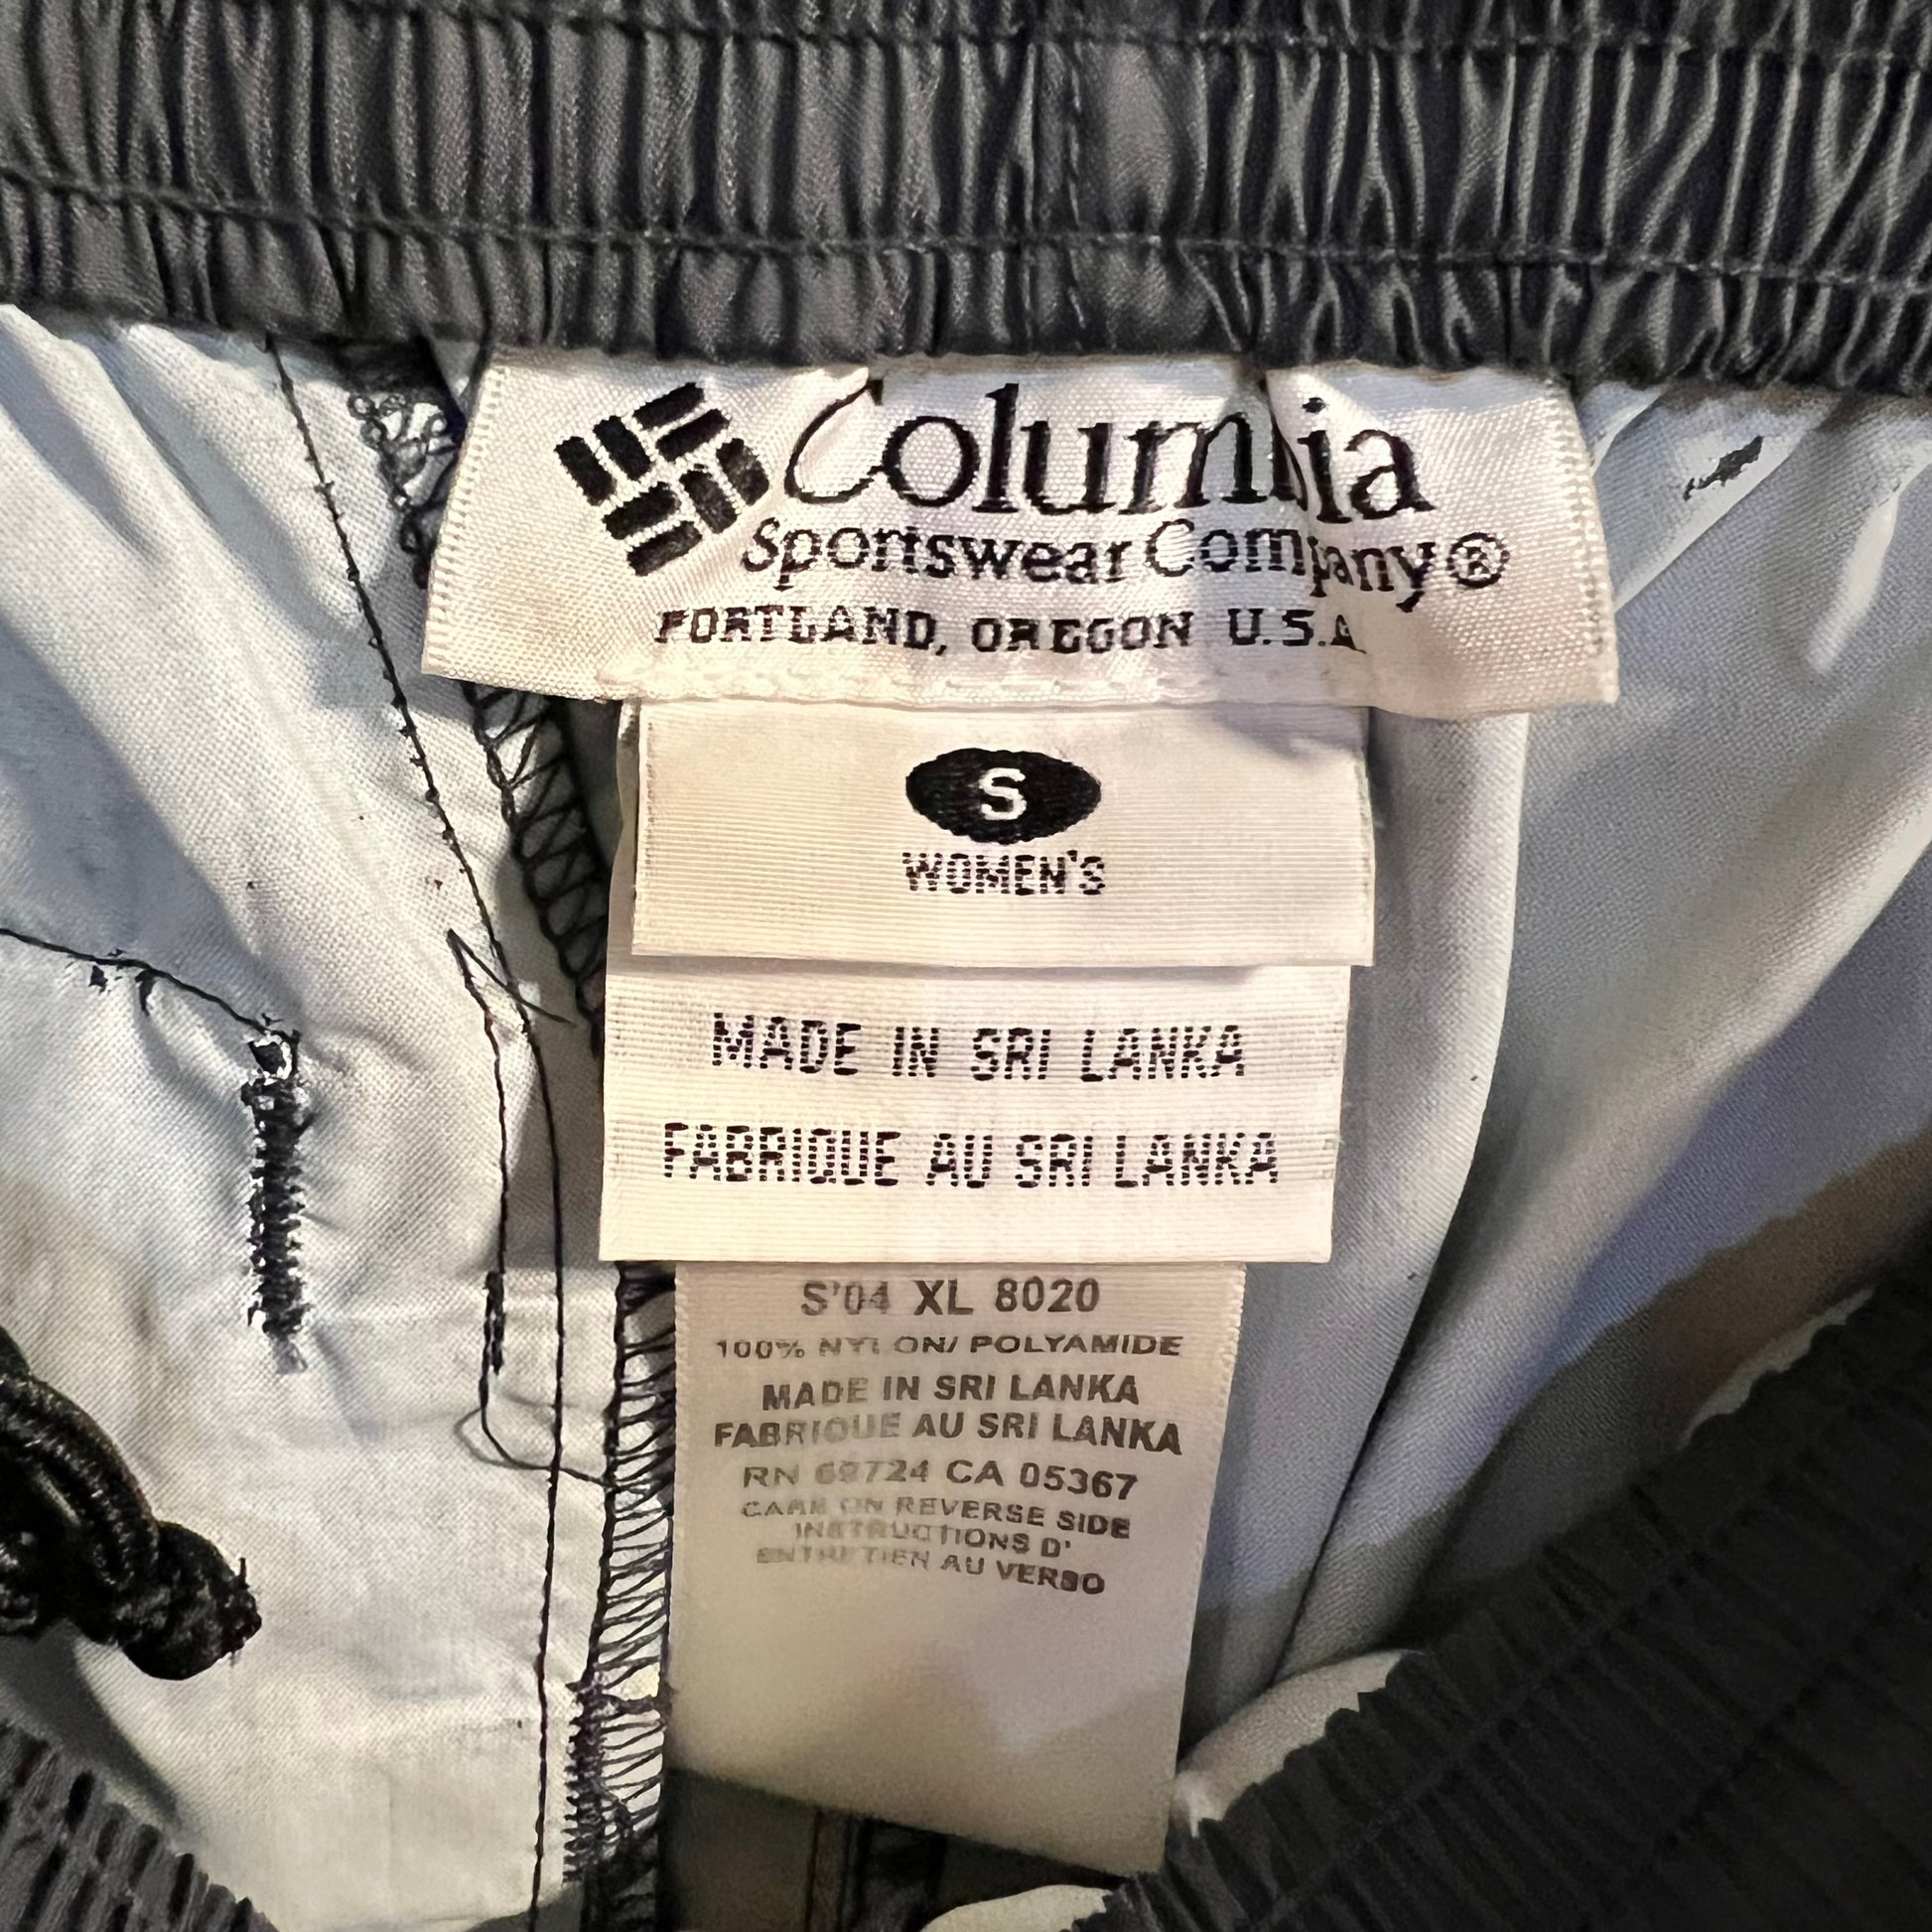 Columbia
Sportswear Company®
PORTLAND, OREGON U.S.A
S
WOMEN'S
MADE IN SRI LANKA
FABRIQUE AU SRI LANKA
S'04 XL 8020
100% NYLON/ POLYAMIDE
MADE IN SRI LANKA
FABRIQUE AU SRI LANKA
RN 69724 CA 05367
CARE ON REVERSE SIDE
INSTRUCTIONS D'
ENTRETIEN AU VERSO